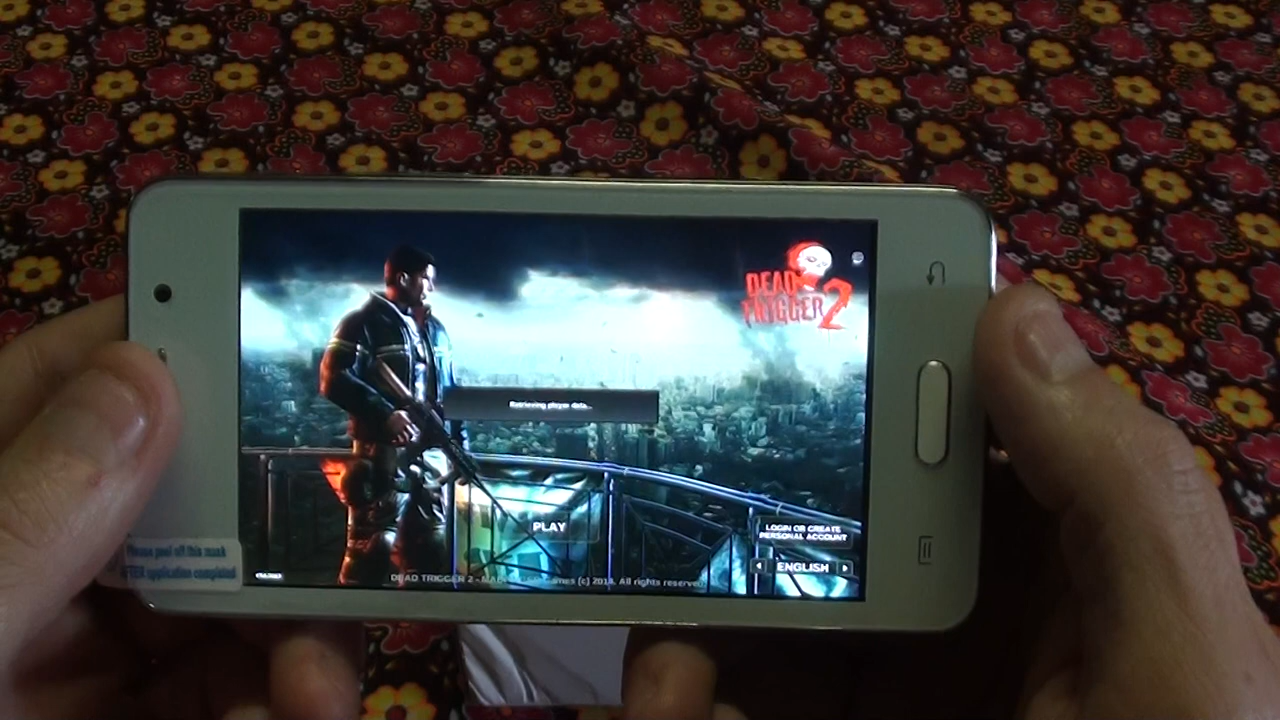 DEAD
TRIGGER 2
Retrieving player data...
PLAY
LOGIN OR CREATE
PERSONAL ACCOUNT
ENGLISH
DEAD TRIGGER 2 - MADFINGER Games (c) 2014. All rights reserved.
Please peel off this mask
AFTER application completed